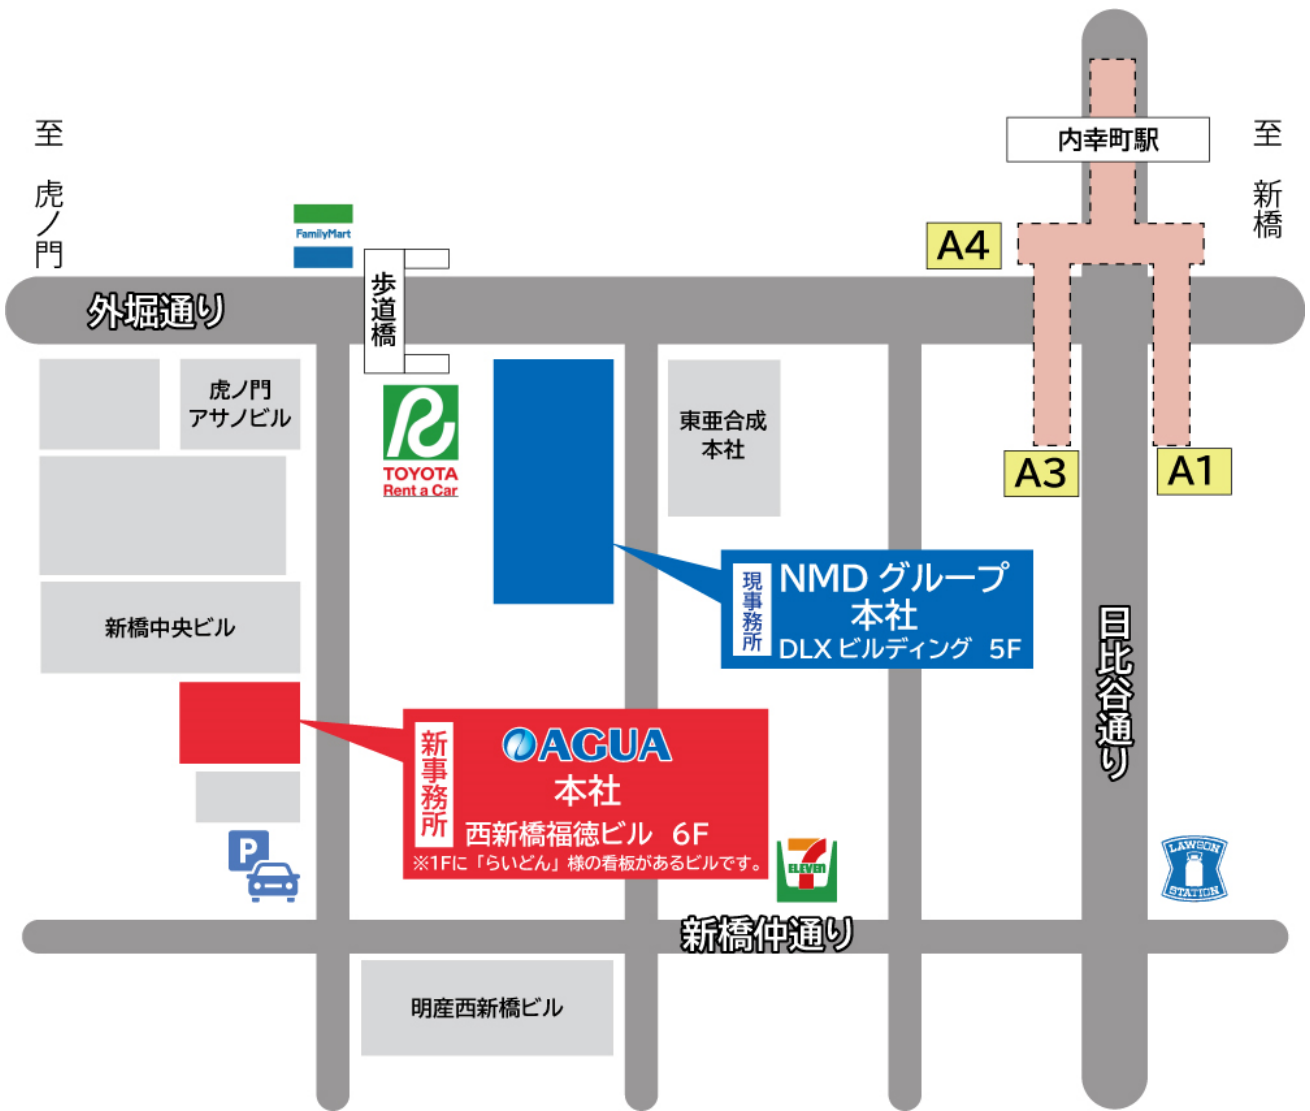 内幸町駅
至 虎ノ門
至 新橋
FamilyMart
A4
歩道橋
外堀通り
虎ノ門
アサノビル
TOYOTA
Rent a Car
東亜合成
本社
A3
A1
現事務所
NMD グループ
本社
DLX ビルディング 5F
新橋中央ビル
日比谷通り
新事務所
AGUA
本社
西新橋福徳ビル 6F
※1Fに「らいどん」様の看板があるビルです。
P
7
ELEVEN
LAWSON
STATION
新橋仲通り
明産西新橋ビル